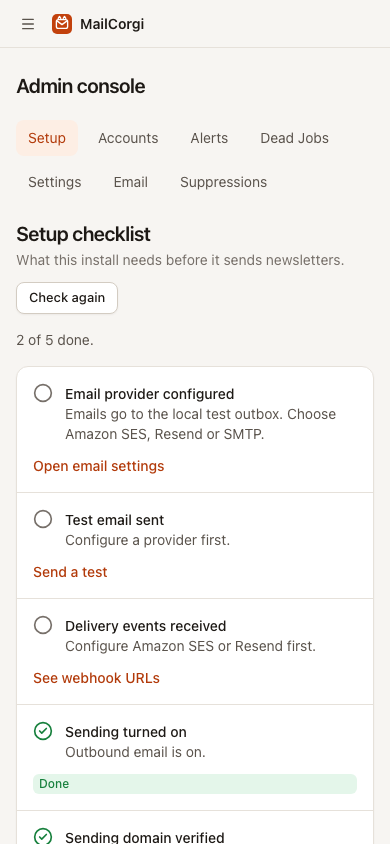 MailCorgi
Admin console
Setup
Accounts
Alerts
Dead Jobs
Settings
Email
Suppressions
Setup checklist
What this install needs before it sends newsletters.
Check again
2 of 5 done.
Email provider configured
Emails go to the local test outbox. Choose
Amazon SES, Resend or SMTP.
Open email settings
Test email sent
Configure a provider first.
Send a test
Delivery events received
Configure Amazon SES or Resend first.
See webhook URLs
Sending turned on
Outbound email is on.
Done
Sending domain verified